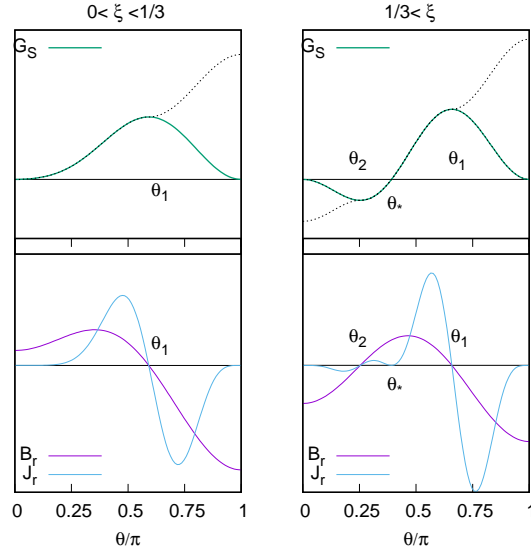 0< ξ <1/3
1/3< ξ
G_S
G_S
θ_1
θ_2
θ_1
θ_*
θ_1
θ_2
θ_1
θ_*
B_r
J_r
B_r
J_r
0 0.25 0.5 0.75 1
0 0.25 0.5 0.75 1
θ/π
θ/π